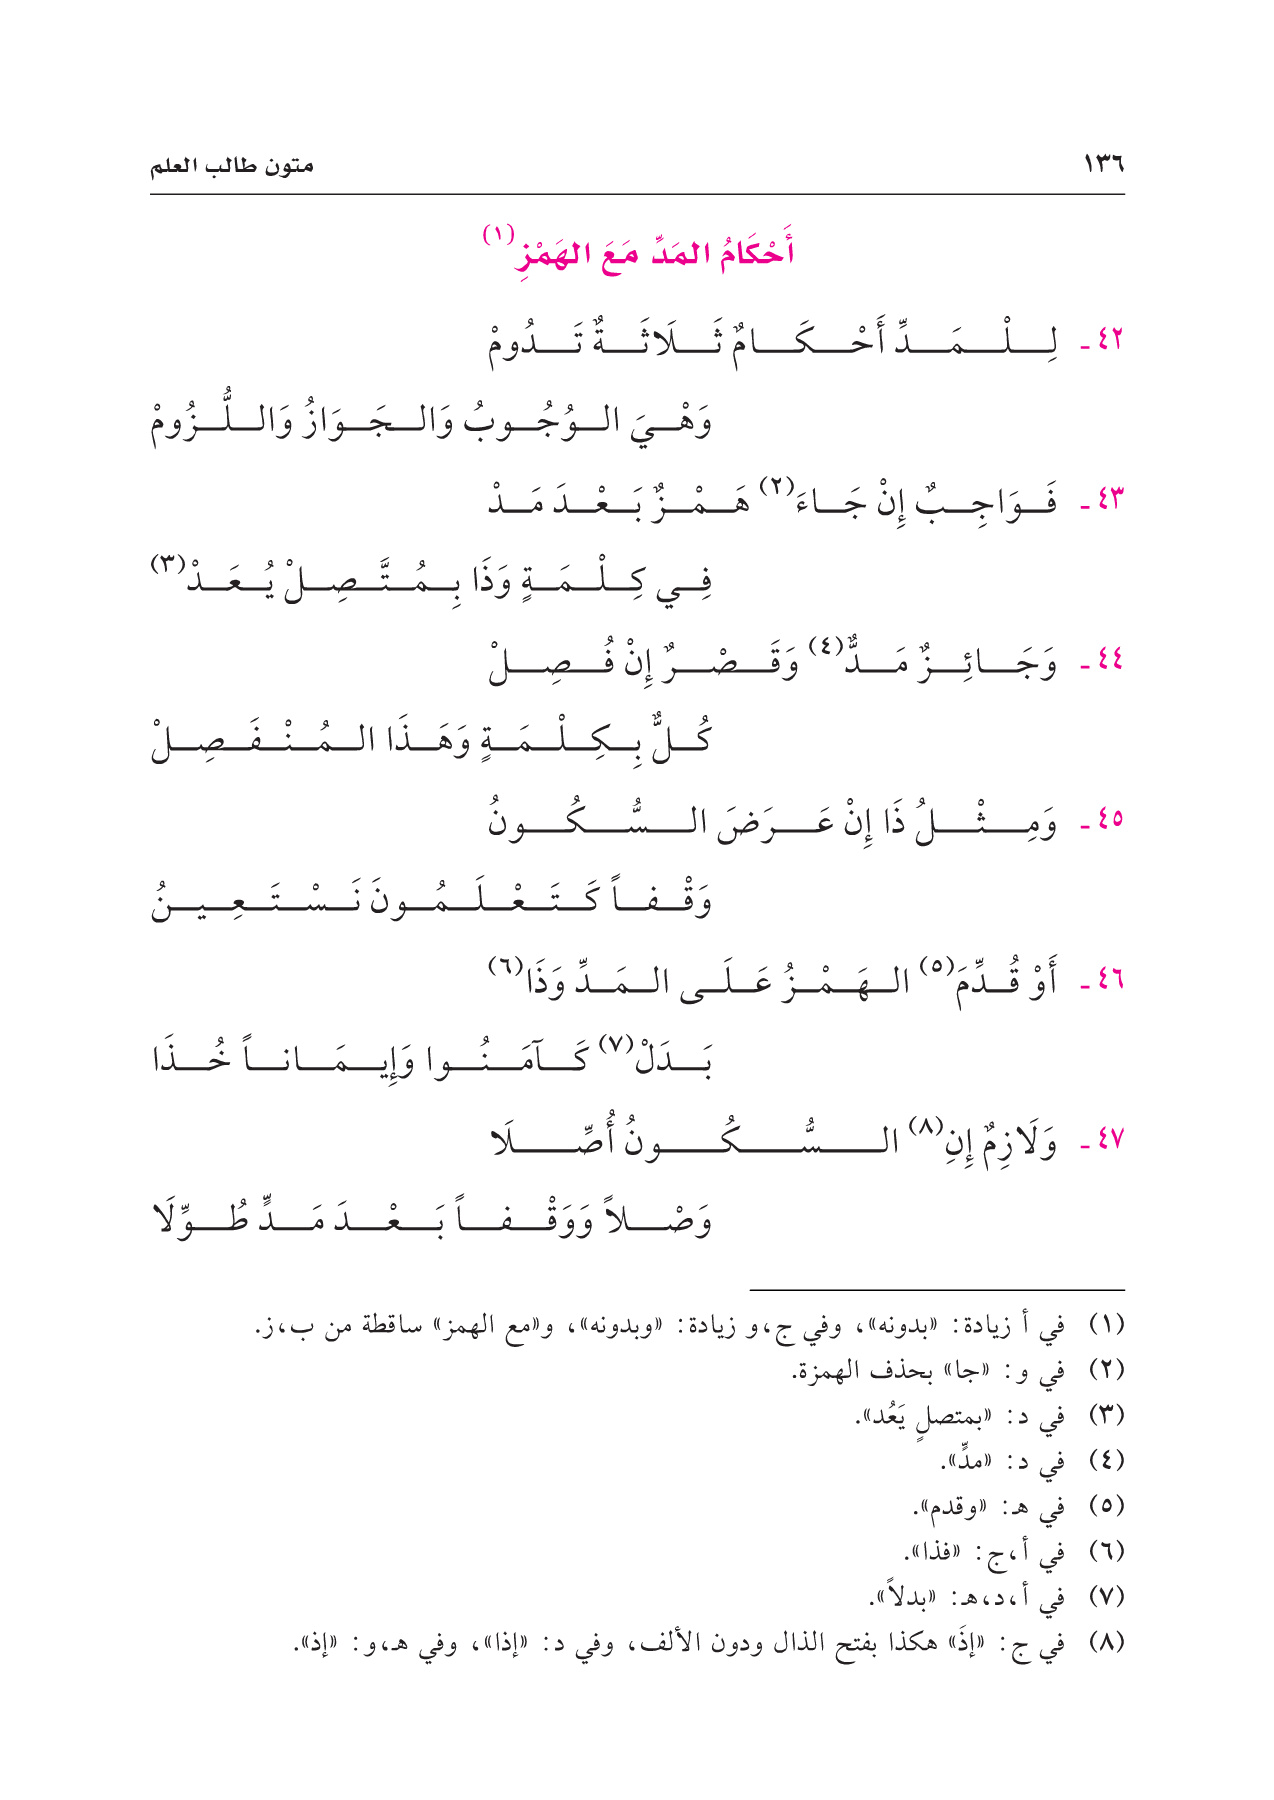 ١٣٦ متون طالب العلم
أَحْكَامُ المَدِّ مَعَ الهَمْزِ(١)
٤٢ ـ لِلْمَدِّ أَحْكَامٌ ثَلَاثَةٌ تَدُومْ
وَهْيَ الوُجُوبُ وَالجَوَازُ وَاللُّزُومْ
٤٣ ـ فَوَاجِبٌ إِنْ جَاءَ(٢) هَمْزٌ بَعْدَ مَدْ
فِي كِلْمَةٍ وَذَا بِمُتَّصِلْ يُعَدْ(٣)
٤٤ ـ وَجَائِزٌ مَدٌّ(٤) وَقَصْرٌ إِنْ فُصِلْ
كُلٌّ بِكِلْمَةٍ وَهَذَا المُنْفَصِلْ
٤٥ ـ وَمِثْلُ ذَا إِنْ عَرَضَ السُّكُونُ
وَقْفاً كَتَعْلَمُونَ نَسْتَعِينُ
٤٦ ـ أَوْ قُدِّمَ(٥) الهَمْزُ عَلَى المَدِّ وَذَا(٦)
بَدَلْ(٧) كَآمَنُوا وَإِيمَاناً خُذَا
٤٧ ـ وَلَازِمٌ إِنِ(٨) السُّكُونُ أُصِّلَا
وَصْلاً وَوَقْفاً بَعْدَ مَدٍّ طُوِّلَا
(١) في أ زيادة: «بدونه»، وفي ج،و زيادة: «وبدونه»، و«مع الهمز» ساقطة من ب،ز.
(٢) في و: «جا» بحذف الهمزة.
(٣) في د: «بمتصلٍ يَعُد».
(٤) في د: «مدٍّ».
(٥) في هـ: «وقدم».
(٦) في أ،ج: «فذا».
(٧) في أ،د،هـ: «بدلاً».
(٨) في ج: «إذَ» هكذا بفتح الذال ودون الألف، وفي د: «إذا»، وفي هـ،و: «إذ».